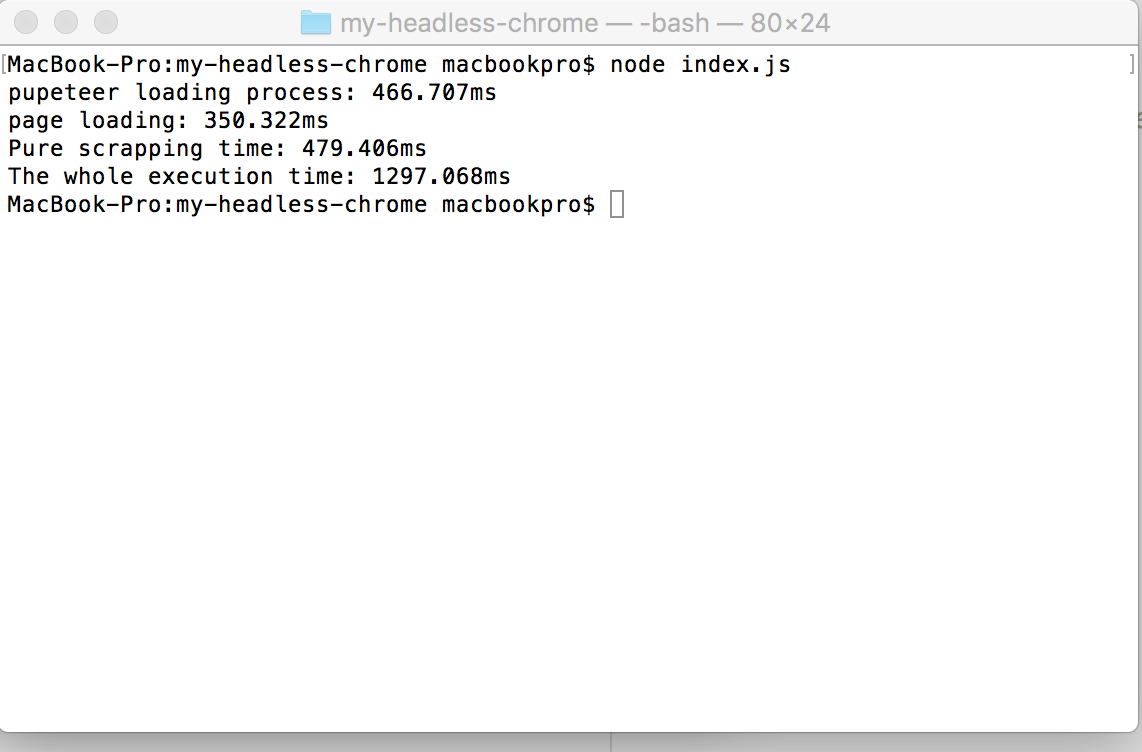 my-headless-chrome — -bash — 80×24
[MacBook-Pro:my-headless-chrome macbookpro$ node index.js ]
pupeteer loading process: 466.707ms
page loading: 350.322ms
Pure scrapping time: 479.406ms
The whole execution time: 1297.068ms
MacBook-Pro:my-headless-chrome macbookpro$